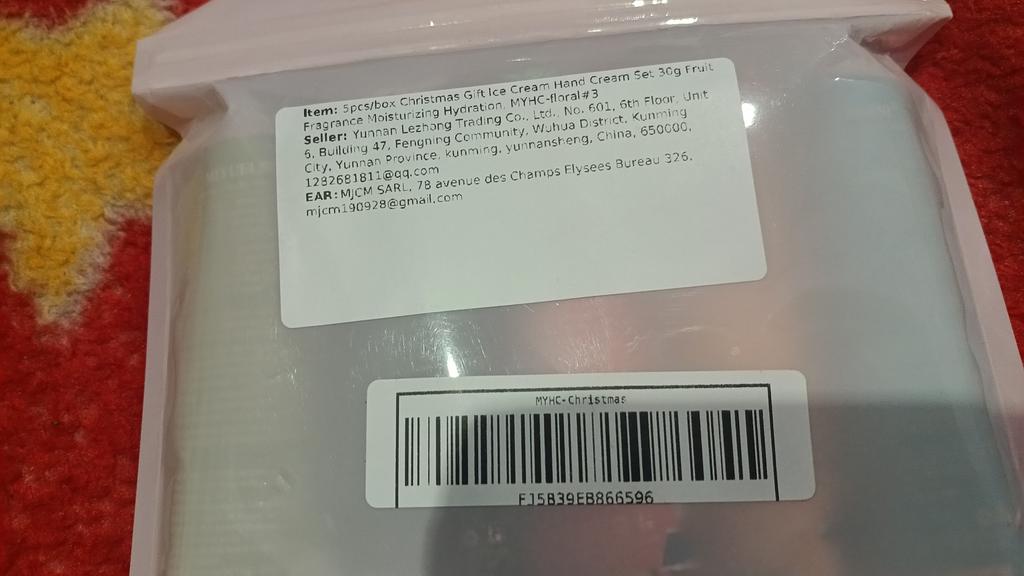 Item: 5pcs/box Christmas Gift Ice Cream Hand Cream Set 30g Fruit
Fragrance Moisturizing Hydration, MYHC-floral#3
Seller: Yunnan Lezhong Trading Co., Ltd., No. 601, 6th Floor, Unit
6, Building 47, Fengning Community, Wuhua District, Kunming
City, Yunnan Province, kunming, yunnansheng, China, 650000,
1282681811@qq.com
EAR: MJCM SARL, 78 avenue des Champs Elysees Bureau 326,
mjcm190928@gmail.com
MYHC-Christmas
FJ5B39EB866596